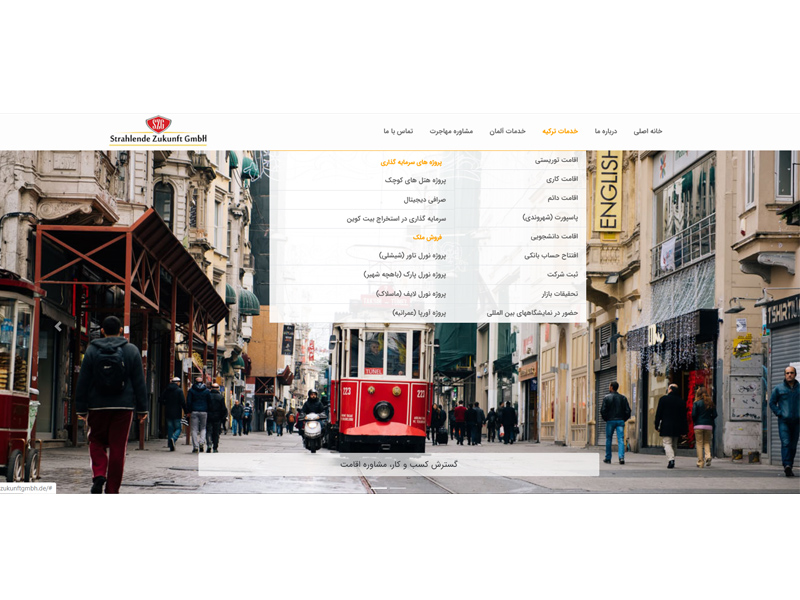 SZG
Strahlende Zukunft GmbH
خانه اصلی
درباره ما
خدمات ترکیه
خدمات آلمان
مشاوره مهاجرت
تماس با ما
اقامت توریستی
اقامت کاری
اقامت دائم
پاسپورت (شهروندی)
اقامت دانشجویی
افتتاح حساب بانکی
ثبت شرکت
تحقیقات بازار
حضور در نمایشگاههای بین المللی
پروژه های سرمایه گذاری
پروژه هتل های کوچک
صرافی دیجیتال
سرمایه گذاری در استخراج بیت کوین
فروش ملک
پروژه نورل تاور (شیشلی)
پروژه نورل پارک (باهچه شهیر)
پروژه نورل لایف (ماسلاک)
پروژه آوریا (عمرانیه)
ENGLISH
TÜNEL
223
223
گسترش کسب و کار، مشاوره اقامت
zukunftgmbh.de/#